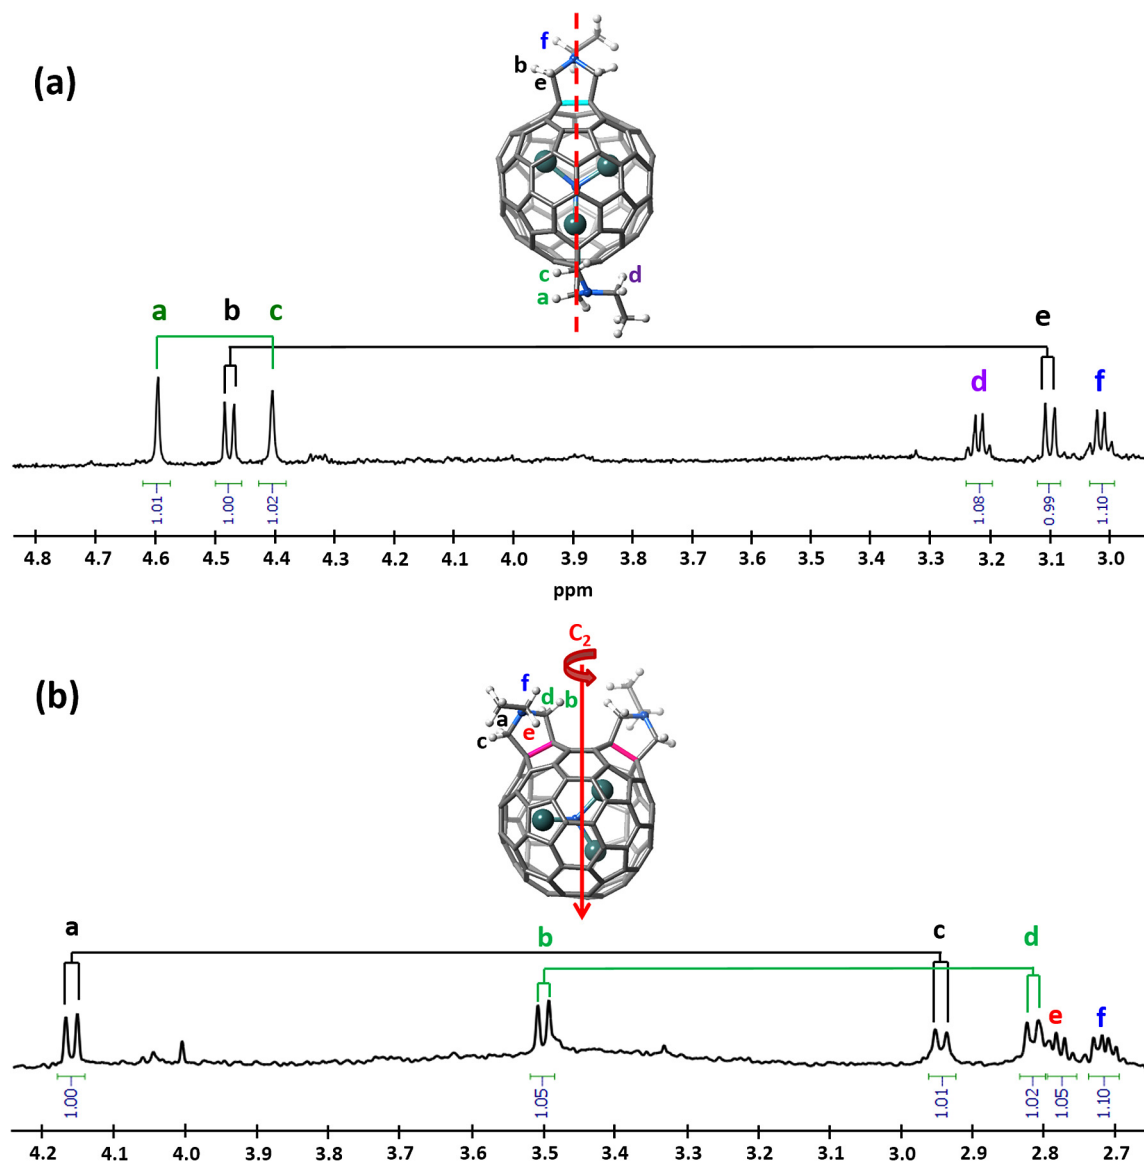 (a)
f
b
e
c
d
a
a b c e
d f
1.01 1.00 1.02 1.08 0.99 1.10
4.8 4.7 4.6 4.5 4.4 4.3 4.2 4.1 4.0 3.9 3.8 3.7 3.6 3.5 3.4 3.3 3.2 3.1 3.0
ppm
C2
(b)
f
d b
a
e
c
a b c d
e f
1.00 1.05 1.01 1.02 1.05 1.10
4.2 4.1 4.0 3.9 3.8 3.7 3.6 3.5 3.4 3.3 3.2 3.1 3.0 2.9 2.8 2.7